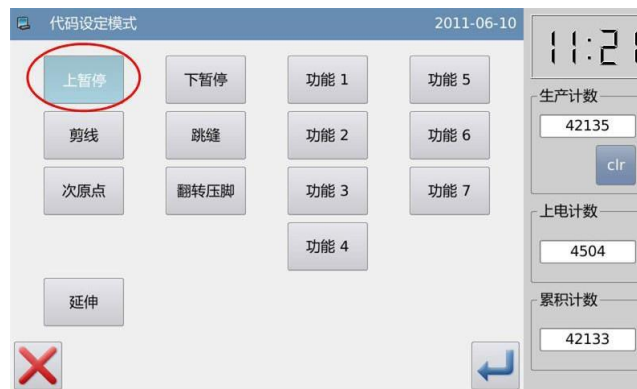 代码设定模式 2011-06-10
上暂停 下暂停 功能 1 功能 5
剪线 跳缝 功能 2 功能 6
次原点 翻转压脚 功能 3 功能 7
功能 4
延伸
11:2
生产计数
42135
clr
上电计数
4504
累积计数
42133